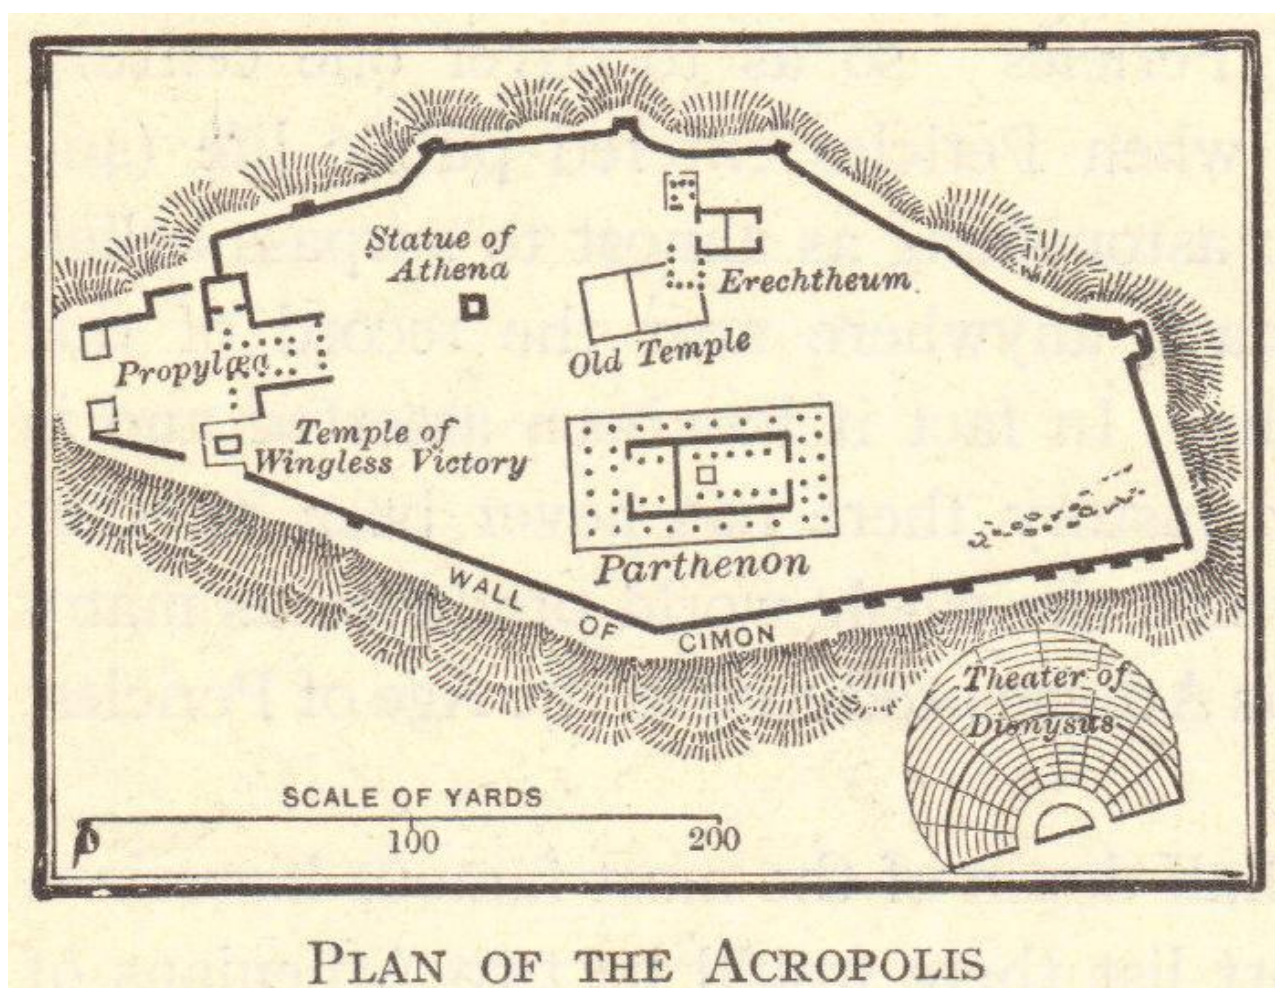 Statue of
Athena
Erechtheum
Old Temple
Propylæa
Temple of
Wingless Victory
Parthenon
WALL OF CIMON
Theater of
Dionysus
SCALE OF YARDS
0 100 200
PLAN OF THE ACROPOLIS